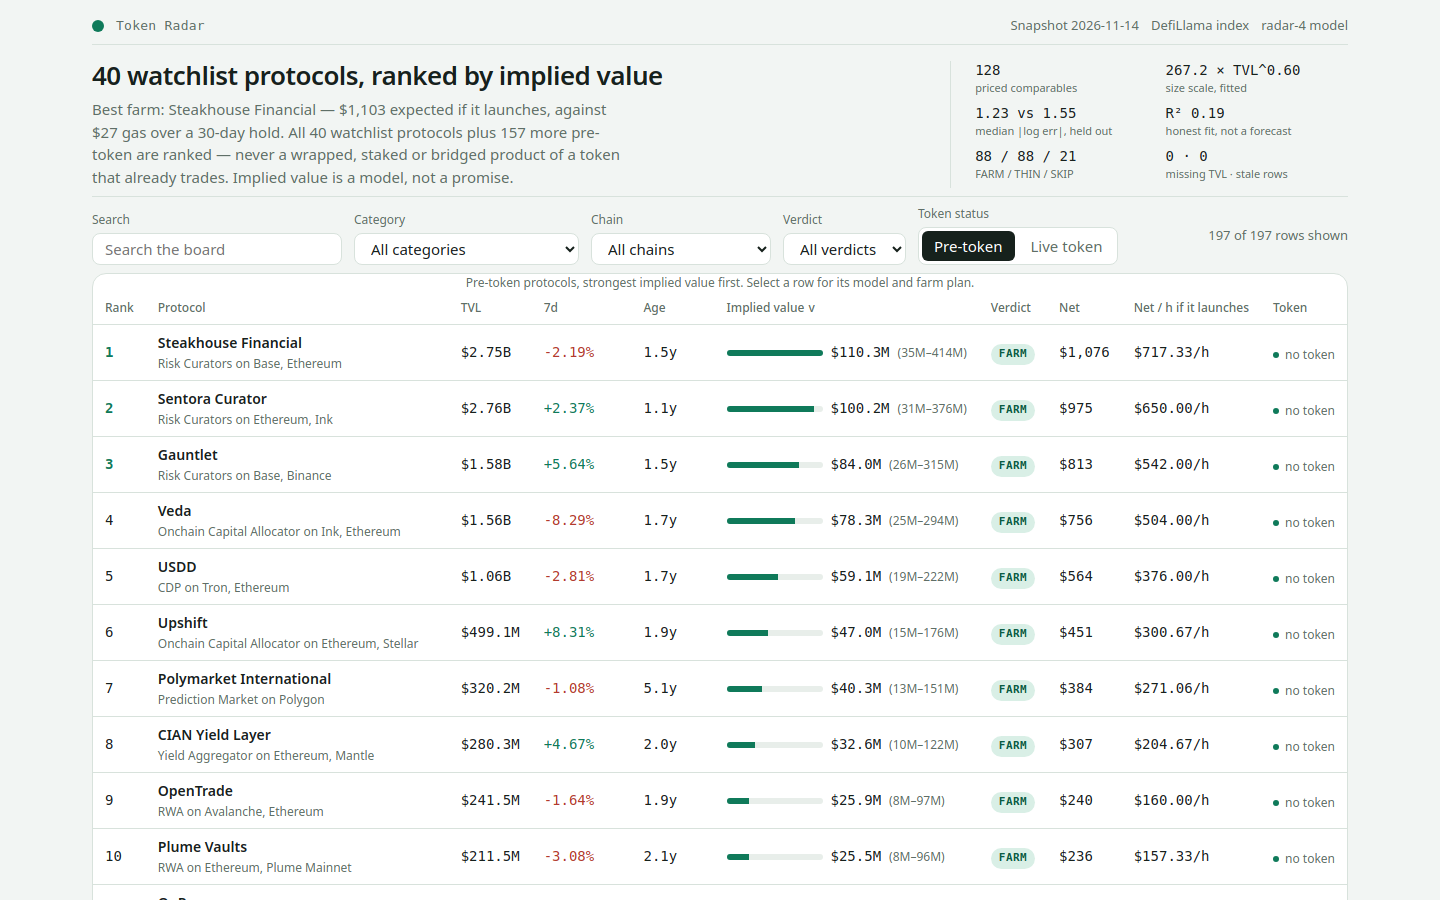 Token Radar
Snapshot 2026-11-14 DefiLlama index radar-4 model
40 watchlist protocols, ranked by implied value
Best farm: Steakhouse Financial — $1,103 expected if it launches, against
$27 gas over a 30-day hold. All 40 watchlist protocols plus 157 more pre-
token are ranked — never a wrapped, staked or bridged product of a token
that already trades. Implied value is a model, not a promise.
128
priced comparables
267.2 × TVL^0.60
size scale, fitted
1.23 vs 1.55
median |log err|, held out
R² 0.19
honest fit, not a forecast
88 / 88 / 21
FARM / THIN / SKIP
0 · 0
missing TVL · stale rows
Search
Search the board
Category
All categories
Chain
All chains
Verdict
All verdicts
Token status
Pre-token Live token
197 of 197 rows shown
Pre-token protocols, strongest implied value first. Select a row for its model and farm plan.
Rank Protocol TVL 7d Age Implied value v Verdict Net Net / h if it launches Token
1 Steakhouse Financial $2.75B -2.19% 1.5y $110.3M (35M–414M) FARM $1,076 $717.33/h no token
Risk Curators on Base, Ethereum
2 Sentora Curator $2.76B +2.37% 1.1y $100.2M (31M–376M) FARM $975 $650.00/h no token
Risk Curators on Ethereum, Ink
3 Gauntlet $1.58B +5.64% 1.5y $84.0M (26M–315M) FARM $813 $542.00/h no token
Risk Curators on Base, Binance
4 Veda $1.56B -8.29% 1.7y $78.3M (25M–294M) FARM $756 $504.00/h no token
Onchain Capital Allocator on Ink, Ethereum
5 USDD $1.06B -2.81% 1.7y $59.1M (19M–222M) FARM $564 $376.00/h no token
CDP on Tron, Ethereum
6 Upshift $499.1M +8.31% 1.9y $47.0M (15M–176M) FARM $451 $300.67/h no token
Onchain Capital Allocator on Ethereum, Stellar
7 Polymarket International $320.2M -1.08% 5.1y $40.3M (13M–151M) FARM $384 $271.06/h no token
Prediction Market on Polygon
8 CIAN Yield Layer $280.3M +4.67% 2.0y $32.6M (10M–122M) FARM $307 $204.67/h no token
Yield Aggregator on Ethereum, Mantle
9 OpenTrade $241.5M -1.64% 1.9y $25.9M (8M–97M) FARM $240 $160.00/h no token
RWA on Avalanche, Ethereum
10 Plume Vaults $211.5M -3.08% 2.1y $25.5M (8M–96M) FARM $236 $157.33/h no token
RWA on Ethereum, Plume Mainnet